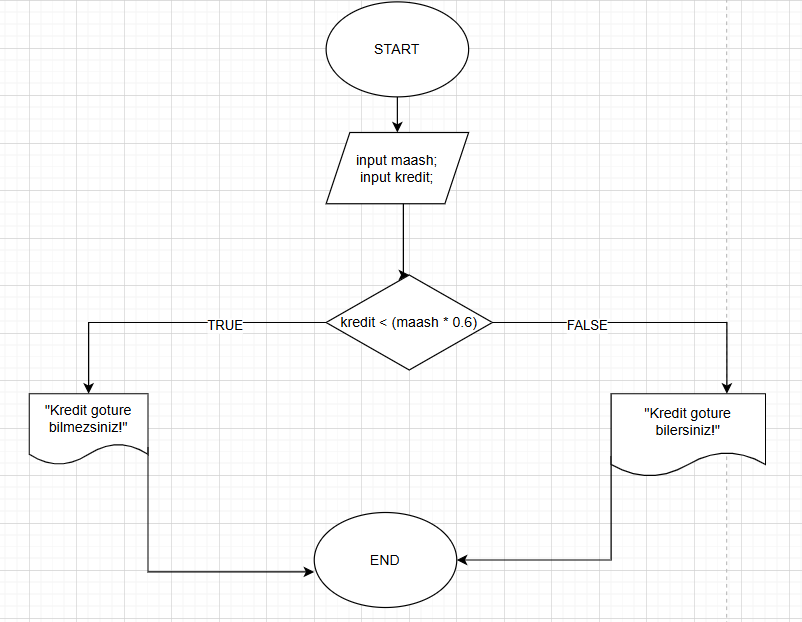 START
input maash;
input kredit;
kredit < (maash * 0.6)
TRUE
FALSE
"Kredit goture
bilmezsiniz!"
"Kredit goture
bilersiniz!"
END